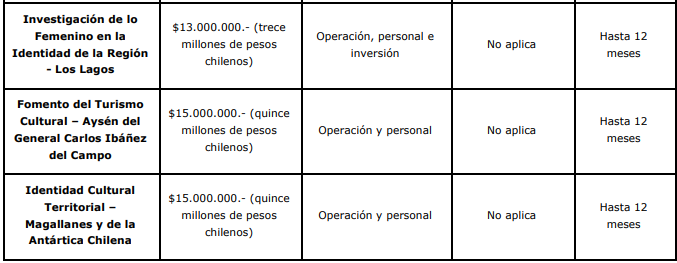 Investigación de lo
Femenino en la
Identidad de la Región
- Los Lagos
$13.000.000.- (trece
millones de pesos
chilenos)
Operación, personal e
inversión
No aplica
Hasta 12
meses
Fomento del Turismo
Cultural – Aysén del
General Carlos Ibáñez
del Campo
$15.000.000.- (quince
millones de pesos
chilenos)
Operación y personal
No aplica
Hasta 12
meses
Identidad Cultural
Territorial –
Magallanes y de la
Antártica Chilena
$15.000.000.- (quince
millones de pesos
chilenos)
Operación y personal
No aplica
Hasta 12
meses